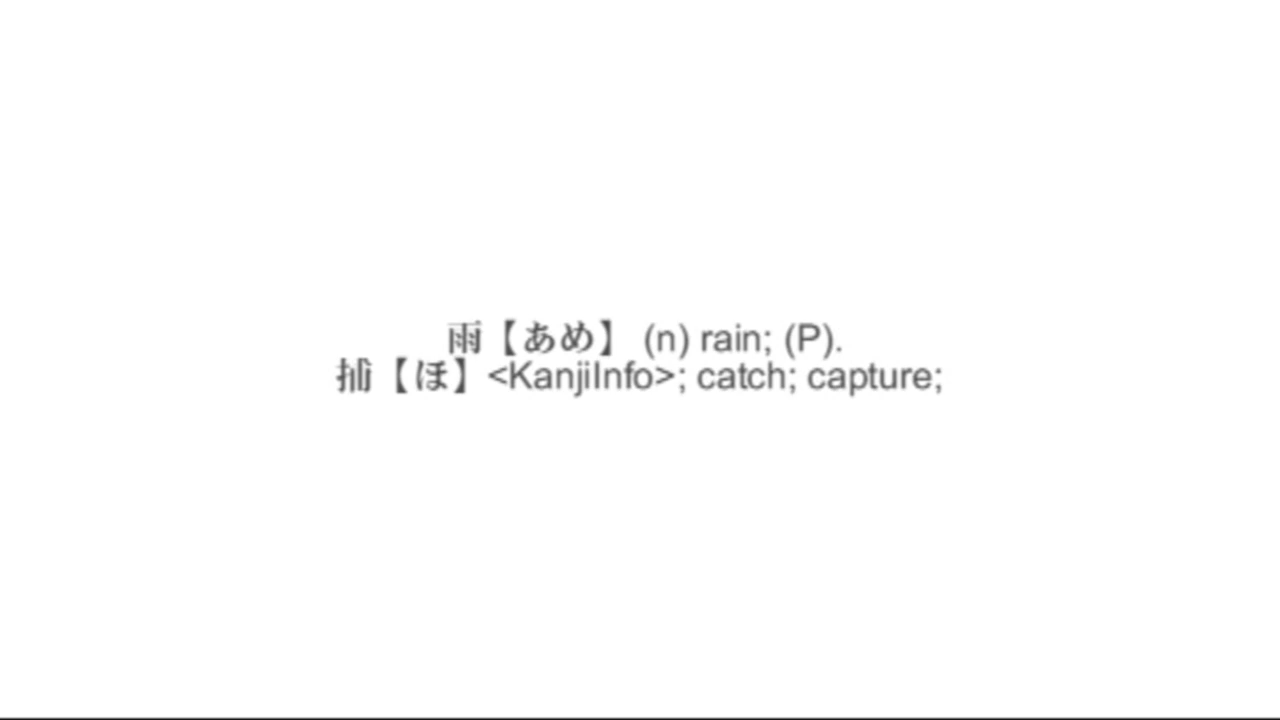 雨【あめ】 (n) rain; (P).
捕【ほ】<KanjiInfo>; catch; capture;